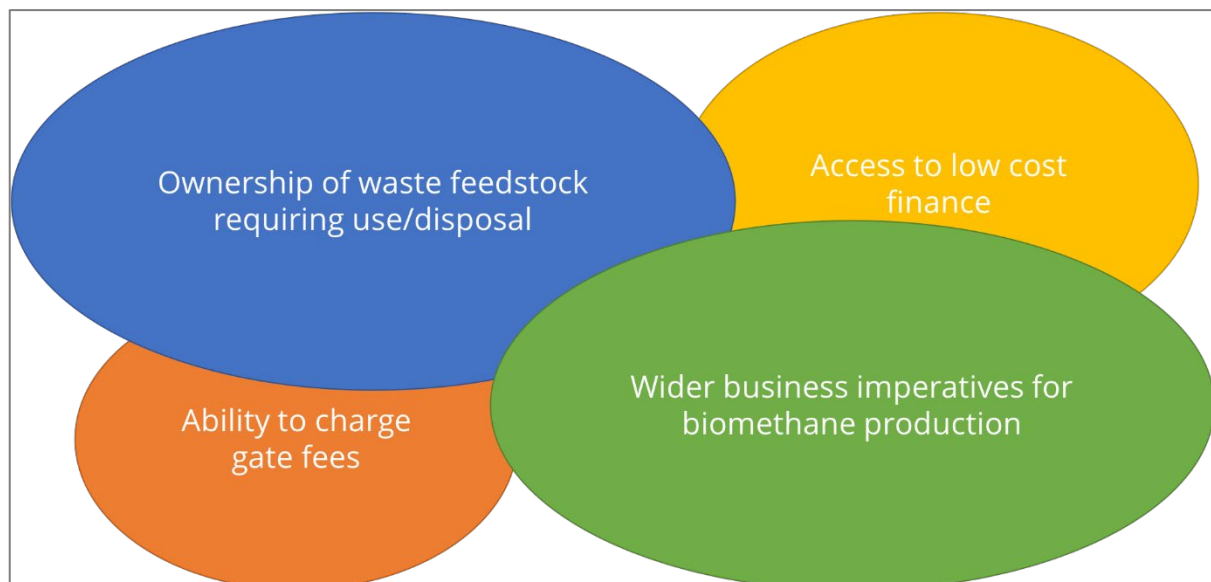 Ownership of waste feedstock
requiring use/disposal
Access to low cost
finance
Ability to charge
gate fees
Wider business imperatives for
biomethane production